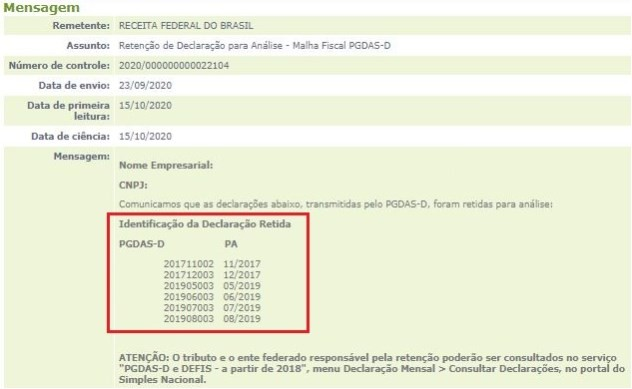 Mensagem
Remetente: RECEITA FEDERAL DO BRASIL
Assunto: Retenção de Declaração para Análise - Malha Fiscal PGDAS-D
Número de controle: 2020/000000000022104
Data de envio: 23/09/2020
Data de primeira leitura: 15/10/2020
Data de ciência: 15/10/2020
Mensagem:
Nome Empresarial:
CNPJ:
Comunicamos que as declarações abaixo, transmitidas pelo PGDAS-D, foram retidas para análise:
Identificação da Declaração Retida
PGDAS-D PA
201711002 11/2017
201712003 12/2017
201905003 05/2019
201906003 06/2019
201907003 07/2019
201908003 08/2019
ATENÇÃO: O tributo e o ente federado responsável pela retenção poderão ser consultados no serviço
"PGDAS-D e DEFIS - a partir de 2018", menu Declaração Mensal > Consultar Declarações, no portal do
Simples Nacional.